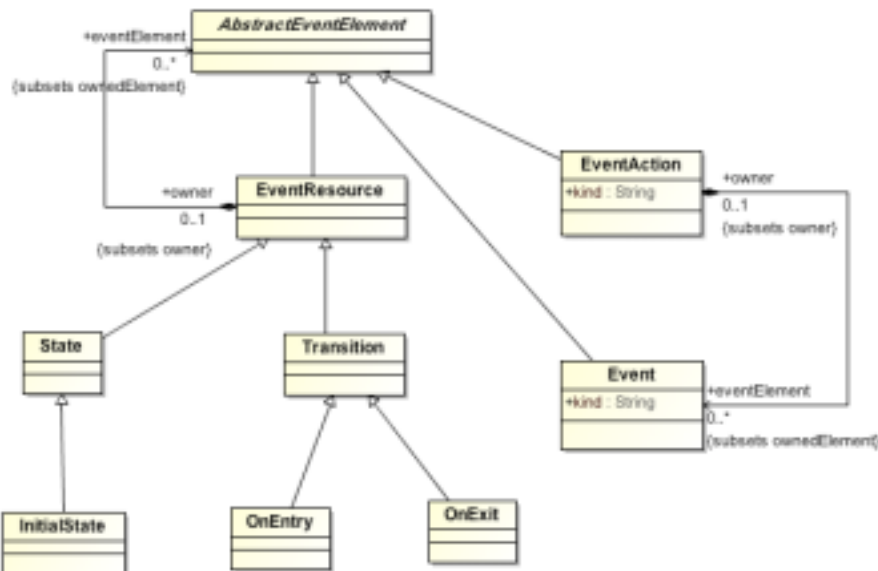 AbstractEventElement
+eventElement
0..*
{subsets ownedElement}
EventAction
+kind : String
+owner
0..1
{subsets owner}
EventResource
+owner
0..1
{subsets owner}
State
Transition
Event
+kind : String
+eventElement
0..*
{subsets ownedElement}
InitialState
OnEntry
OnExit